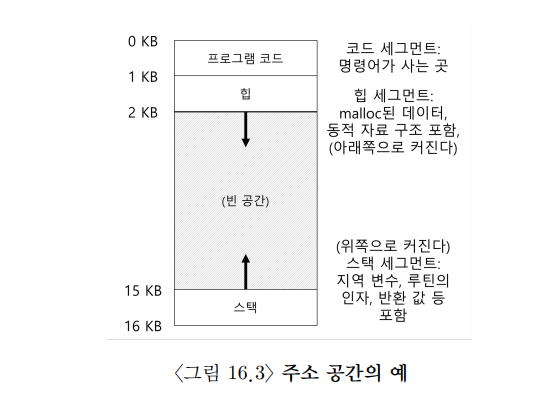 0 KB
프로그램 코드
코드 세그먼트:
명령어가 사는 곳
1 KB
힙
2 KB
힙 세그먼트:
malloc된 데이터,
동적 자료 구조 포함,
(아래쪽으로 커진다)
(빈 공간)
(위쪽으로 커진다)
스택 세그먼트:
지역 변수, 루틴의
인자, 반환 값 등
포함
15 KB
스택
16 KB
〈그림 16.3〉 주소 공간의 예